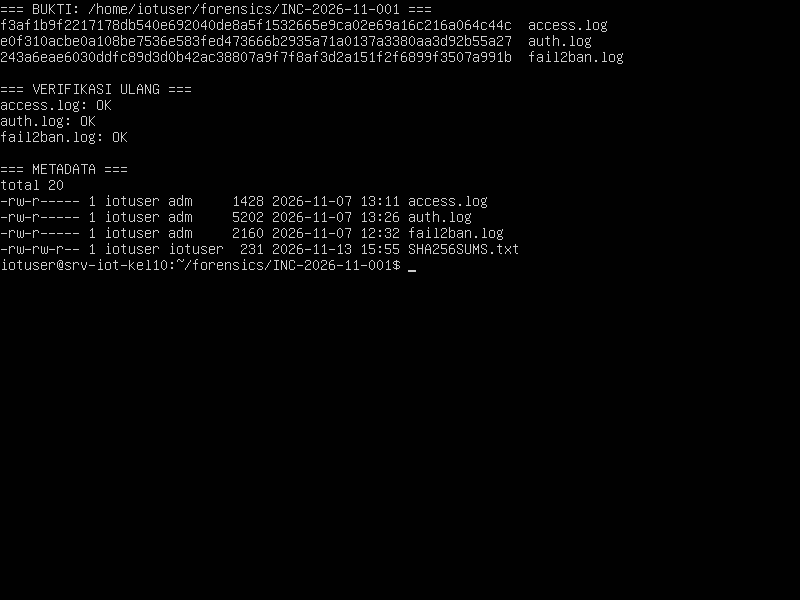 === BUKTI: /home/iotuser/forensics/INC-2026-11-001 ===
f3af1b9f2217178db540e692040de8a5f1532665e9ca02e69a16c216a064c44c  access.log
e0f310acbe0a108be7536e583fed473666b2935a71a0137a3380aa3d92b55a27  auth.log
243a6eae6030ddfc89d3d0b42ac38807a9f7f8af3d2a151f2f6899f3507a991b  fail2ban.log

=== VERIFIKASI ULANG ===
access.log: OK
auth.log: OK
fail2ban.log: OK

=== METADATA ===
total 20
-rw-r----- 1 iotuser adm     1428 2026-11-07 13:11 access.log
-rw-r----- 1 iotuser adm     5202 2026-11-07 13:26 auth.log
-rw-r----- 1 iotuser adm     2160 2026-11-07 12:32 fail2ban.log
-rw-rw-r-- 1 iotuser iotuser  231 2026-11-13 15:55 SHA256SUMS.txt
iotuser@srv-iot-kel10:~/forensics/INC-2026-11-001$ _